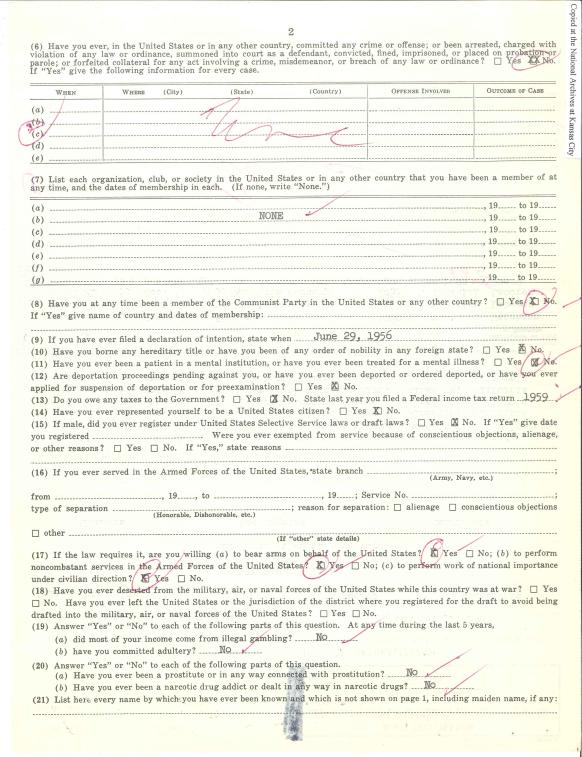 2
Copied at the National Archives at Kansas City
(6) Have you ever, in the United States or in any other country, committed any crime or offense; or been arrested, charged with
violation of any law or ordinance, summoned into court as a defendant, convicted, fined, imprisoned, or placed on probation or
parole; or forfeited collateral for any act involving a crime, misdemeanor, or breach of any law or ordinance? ☐ Yes ☒ No.
If "Yes" give the following information for every case.
WHEN WHERE (City) (State) (Country) OFFENSE INVOLVED OUTCOME OF CASE
(a)
(b)
(c)
(d)
(e)
(7) List each organization, club, or society in the United States or in any other country that you have been a member of at
any time, and the dates of membership in each. (If none, write "None.")
(a) , 19 to 19
(b) NONE , 19 to 19
(c) , 19 to 19
(d) , 19 to 19
(e) , 19 to 19
(f) , 19 to 19
(g) , 19 to 19
(8) Have you at any time been a member of the Communist Party in the United States or any other country? ☐ Yes ☒ No.
If "Yes" give name of country and dates of membership:
(9) If you have ever filed a declaration of intention, state when June 29, 1956
(10) Have you borne any hereditary title or have you been of any order of nobility in any foreign state? ☐ Yes ☒ No.
(11) Have you ever been a patient in a mental institution, or have you ever been treated for a mental illness? ☐ Yes ☒ No.
(12) Are deportation proceedings pending against you, or have you ever been deported or ordered deported, or have you ever
applied for suspension of deportation or for preexamination? ☐ Yes ☒ No.
(13) Do you owe any taxes to the Government? ☐ Yes ☒ No. State last year you filed a Federal income tax return 1959
(14) Have you ever represented yourself to be a United States citizen? ☐ Yes ☒ No.
(15) If male, did you ever register under United States Selective Service laws or draft laws? ☐ Yes ☒ No. If "Yes" give date
you registered . Were you ever exempted from service because of conscientious objections, alienage,
or other reasons? ☐ Yes ☐ No. If "Yes," state reasons
(16) If you ever served in the Armed Forces of the United States, state branch ;
(Army, Navy, etc.)
from , 19 , to , 19 ; Service No. ;
type of separation ; reason for separation: ☐ alienage ☐ conscientious objections
(Honorable, Dishonorable, etc.)
☐ other
(If "other" state details)
(17) If the law requires it, are you willing (a) to bear arms on behalf of the United States? ☒ Yes ☐ No; (b) to perform
noncombatant services in the Armed Forces of the United States? ☒ Yes ☐ No; (c) to perform work of national importance
under civilian direction? ☒ Yes ☐ No.
(18) Have you ever deserted from the military, air, or naval forces of the United States while this country was at war? ☐ Yes
☐ No. Have you ever left the United States or the jurisdiction of the district where you registered for the draft to avoid being
drafted into the military, air, or naval forces of the United States? ☐ Yes ☐ No.
(19) Answer "Yes" or "No" to each of the following parts of this question. At any time during the last 5 years,
(a) did most of your income come from illegal gambling? No
(b) have you committed adultery? No
(20) Answer "Yes" or "No" to each of the following parts of this question.
(a) Have you ever been a prostitute or in any way connected with prostitution? No
(b) Have you ever been a narcotic drug addict or dealt in any way in narcotic drugs? No
(21) List here every name by which you have ever been known and which is not shown on page 1, including maiden name, if any: